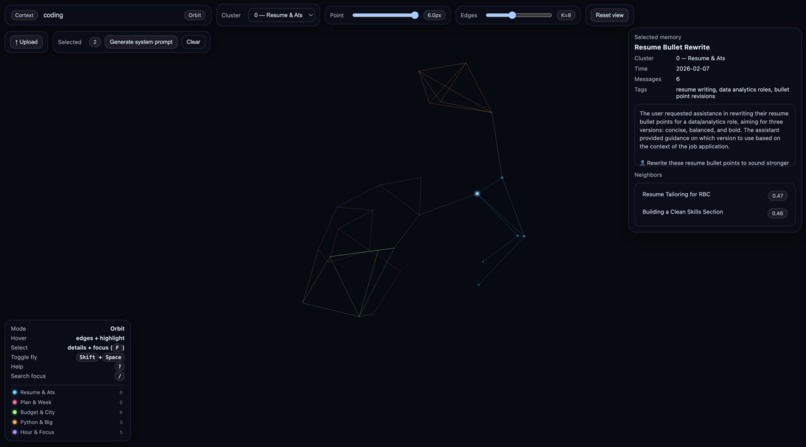 Context coding Orbit
Cluster 0 — Resume & Ats
Point 6.0px
Edges K=8
Reset view
↑ Upload
Selected 2 Generate system prompt Clear
Selected memory
Resume Bullet Rewrite
Cluster 0 — Resume & Ats
Time 2026-02-07
Messages 6
Tags resume writing, data analytics roles, bullet
point revisions
The user requested assistance in rewriting their resume
bullet points for a data/analytics role, aiming for three
versions: concise, balanced, and bold. The assistant
provided guidance on which version to use based on
the context of the job application.
Rewrite these resume bullet points to sound stronger
Neighbors
Resume Tailoring for RBC 0.47
Building a Clean Skills Section 0.46
Mode Orbit
Hover edges + highlight
Select details + focus ( F )
Toggle fly Shift + Space
Help ?
Search focus /
Resume & Ats
Plan & Week
Budget & City
Python & Big
Hour & Focus